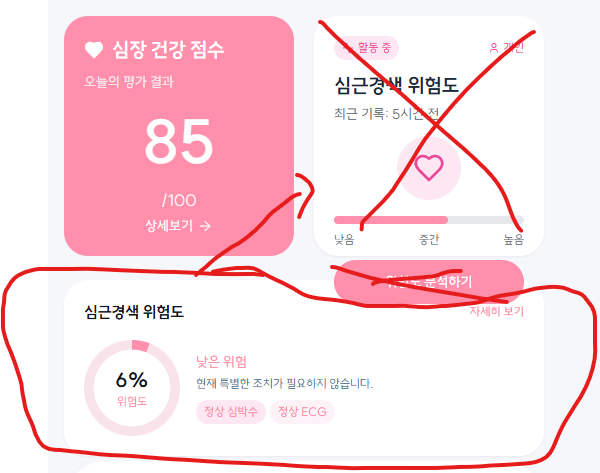 심장 건강 점수
오늘의 평가 결과
85
/100
상세보기 →
활동 중
개인
심근경색 위험도
최근 기록: 5시간 전
낮음 중간 높음
위험도 분석하기
심근경색 위험도
자세히 보기
6%
위험도
낮은 위험
현재 특별한 조치가 필요하지 않습니다.
정상 심박수 정상 ECG